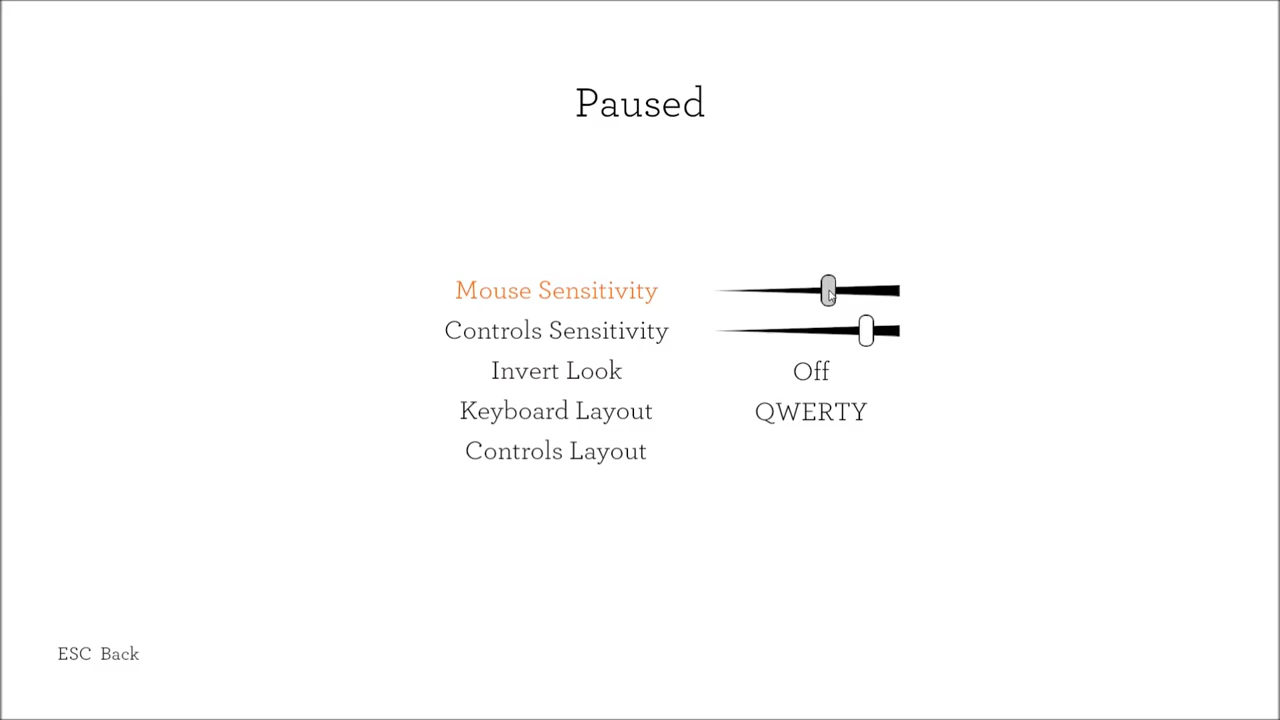 Paused
Mouse Sensitivity
Controls Sensitivity
Invert Look Off
Keyboard Layout QWERTY
Controls Layout
ESC Back